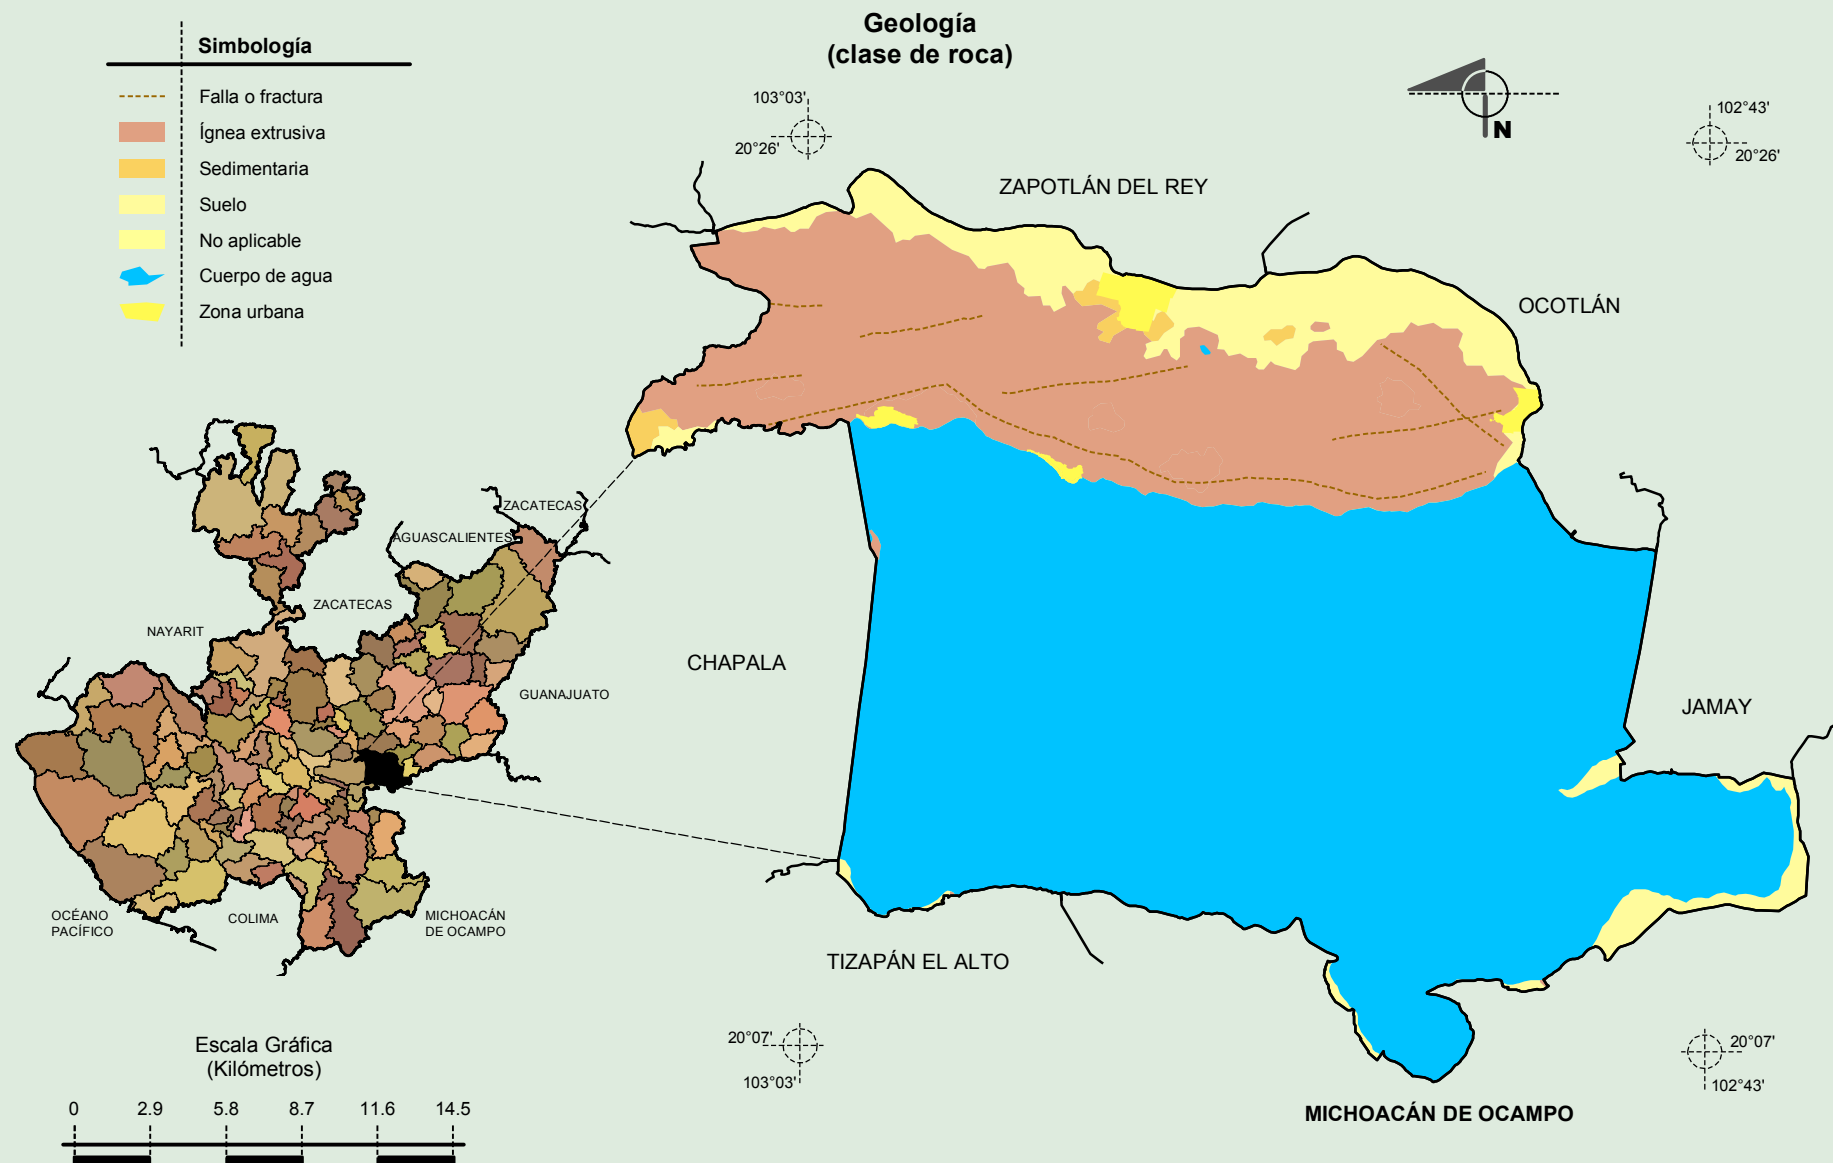 Geología
(clase de roca)
Simbología
Falla o fractura
Ígnea extrusiva
Sedimentaria
Suelo
No aplicable
Cuerpo de agua
Zona urbana
103°03'
20°26'
N
102°43'
20°26'
ZAPOTLÁN DEL REY
OCOTLÁN
CHAPALA
JAMAY
TIZAPÁN EL ALTO
MICHOACÁN DE OCAMPO
ZACATECAS
AGUASCALIENTES
ZACATECAS
NAYARIT
GUANAJUATO
OCÉANO
PACÍFICO
COLIMA
MICHOACÁN
DE OCAMPO
20°07'
103°03'
20°07'
102°43'
Escala Gráfica
(Kilómetros)
0 2.9 5.8 8.7 11.6 14.5